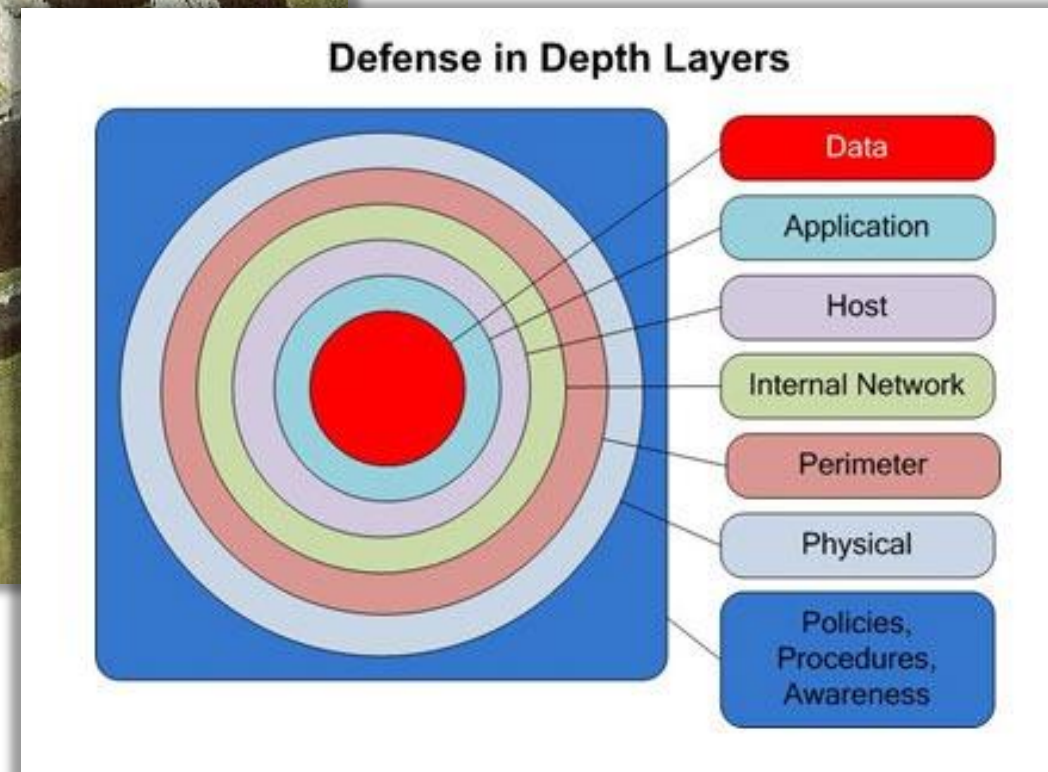 Defense in Depth Layers
Data
Application
Host
Internal Network
Perimeter
Physical
Policies,
Procedures,
Awareness